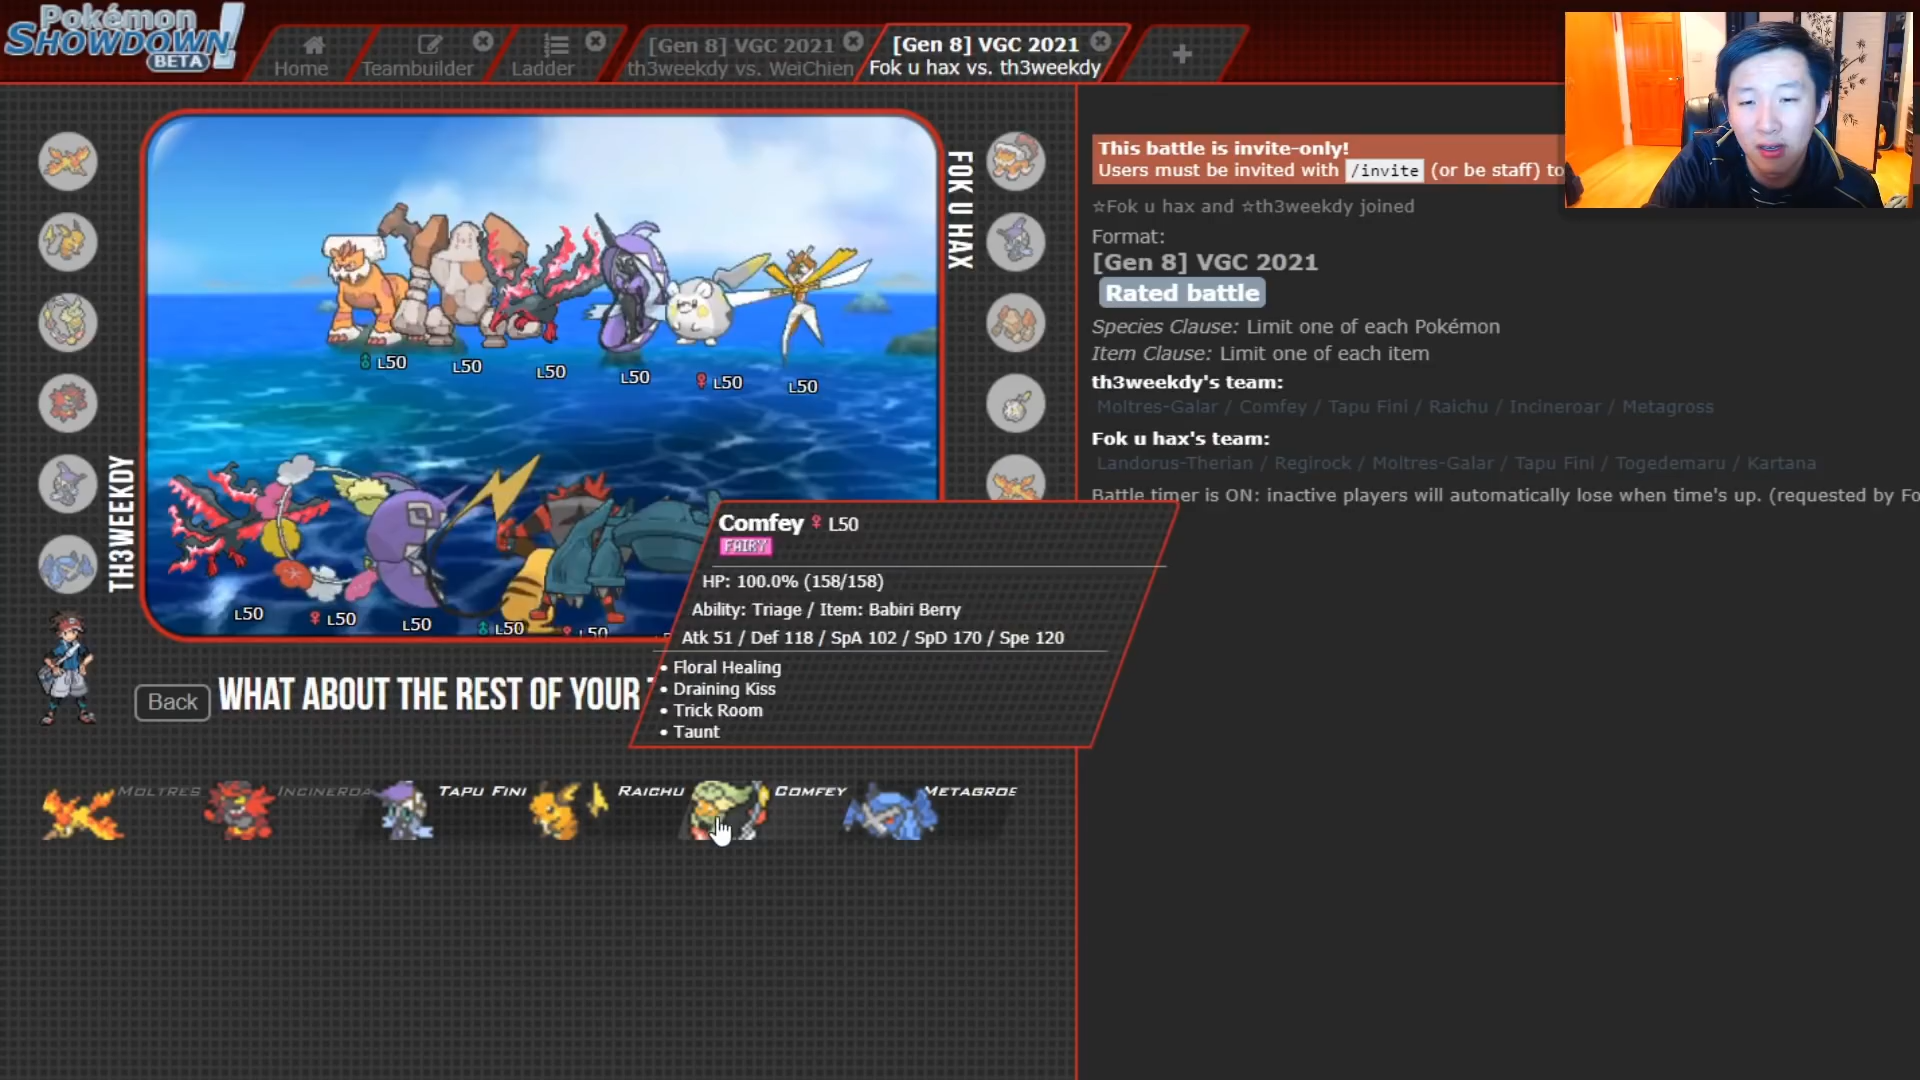 Pokémon
SHOWDOWN!
BETA
Home
Teambuilder
Ladder
[Gen 8] VGC 2021
th3weekdy vs. WeiChien
[Gen 8] VGC 2021
Fok u hax vs. th3weekdy
+
FOK U HAX
TH3WEEKDY
L50
L50
L50
L50
L50
L50
L50
L50
L50
L50
L50
This battle is invite-only!
Users must be invited with /invite (or be staff) to
☆Fok u hax and ☆th3weekdy joined
Format:
[Gen 8] VGC 2021
Rated battle
Species Clause: Limit one of each Pokémon
Item Clause: Limit one of each item
th3weekdy's team:
Moltres-Galar / Comfey / Tapu Fini / Raichu / Incineroar / Metagross
Fok u hax's team:
Landorus-Therian / Regirock / Moltres-Galar / Tapu Fini / Togedemaru / Kartana
Battle timer is ON: inactive players will automatically lose when time's up. (requested by Fo
Comfey ♀ L50
FAIRY
HP: 100.0% (158/158)
Ability: Triage / Item: Babiri Berry
Atk 51 / Def 118 / SpA 102 / SpD 170 / Spe 120
• Floral Healing
• Draining Kiss
• Trick Room
• Taunt
Back
WHAT ABOUT THE REST OF YOUR
MOLTRES
INCINEROA
TAPU FINI
RAICHU
COMFEY
METAGROS